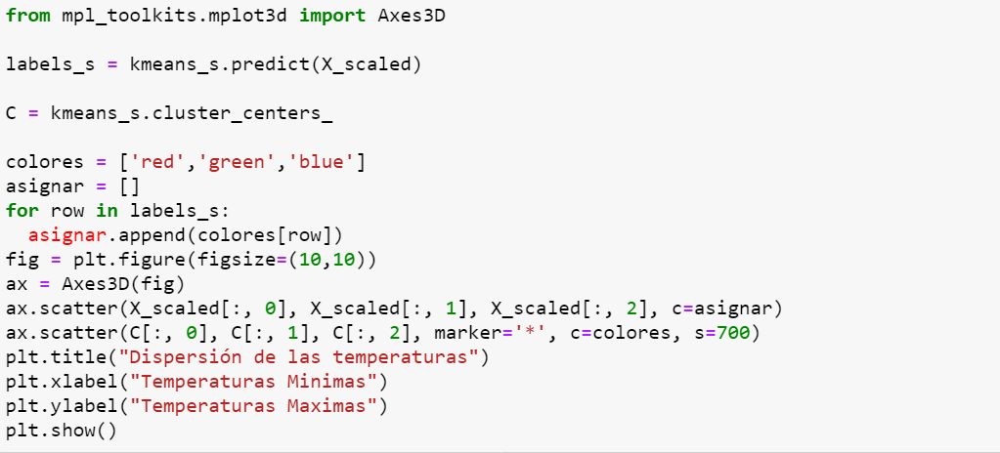 from mpl_toolkits.mplot3d import Axes3D
labels_s = kmeans_s.predict(X_scaled)
C = kmeans_s.cluster_centers_
colores = ['red','green','blue']
asignar = []
for row in labels_s:
  asignar.append(colores[row])
fig = plt.figure(figsize=(10,10))
ax = Axes3D(fig)
ax.scatter(X_scaled[:, 0], X_scaled[:, 1], X_scaled[:, 2], c=asignar)
ax.scatter(C[:, 0], C[:, 1], C[:, 2], marker='*', c=colores, s=700)
plt.title("Dispersión de las temperaturas")
plt.xlabel("Temperaturas Minimas")
plt.ylabel("Temperaturas Maximas")
plt.show()